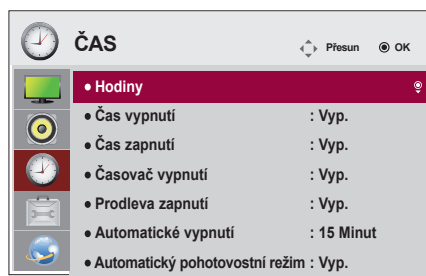 ČAS
Přesun OK
• Hodiny
• Čas vypnutí : Vyp.
• Čas zapnutí : Vyp.
• Časovač vypnutí : Vyp.
• Prodleva zapnutí : Vyp.
• Automatické vypnutí : 15 Minut
• Automatický pohotovostní režim : Vyp.